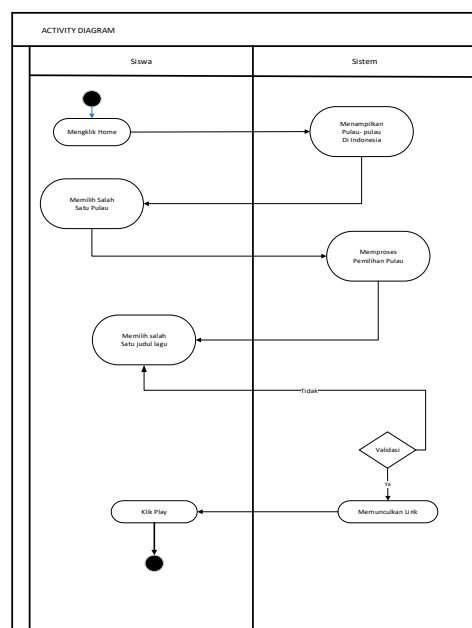 ACTIVITY DIAGRAM
Siswa
Sistem
Mengklik Home
Menampilkan
Pulau- pulau
Di Indonesia
Memilih Salah
Satu Pulau
Memproses
Pemilihan Pulau
Memilih salah
Satu judul lagu
Tidak
Validasi
Ya
Klik Play
Memunculkan Lirik